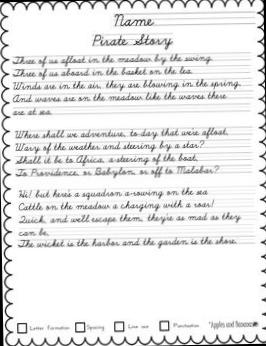 Name
Pirate Story
Three of us afloat in the meadow by the swing.
Three of us aboard in the basket on the lea.
Winds are in the air, they are blowing in the spring,
And waves are on the meadow like the waves there
are at sea.
Where shall we adventure, to day that we're afloat,
Wary of the weather and steering by a star?
Shall it be to Africa, a-steering of the boat,
To Providence, or Babylon, or off to Malabar?
Hi! but here's a squadron a-rowing on the sea
Cattle on the meadow a charging with a roar!
Quick, and we'll escape them, they're as mad as they
can be,
The wicket is the harbor and the garden is the shore.
Letter formation
Spacing
Line use
Punctuation
*Apples and Bananas